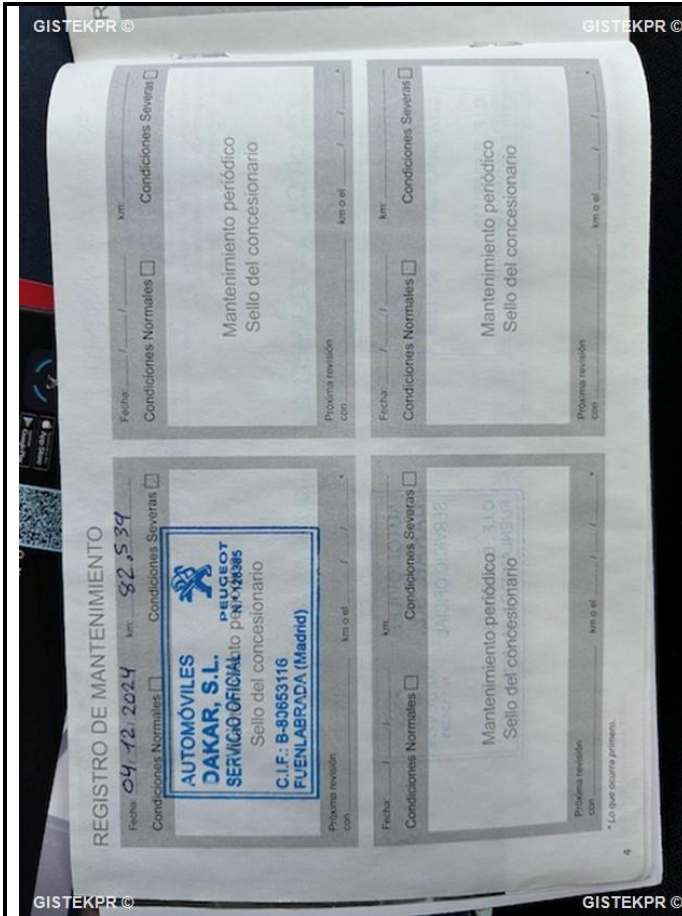 GISTEKPR ©
GISTEKPR ©
REGISTRO DE MANTENIMIENTO
Fecha: 04/12/2024 km: 82,539
Condiciones Normales Condiciones Severas
AUTOMÓVILES
DAKAR, S.L.
PEUGEOT
SERVICIO OFICIAL N.º 126385
Sello del concesionario
C.I.F.: B-80653116
FUENLABRADA (Madrid)
Próxima revisión
con km o el / / *
Fecha: / / km:
Condiciones Normales Condiciones Severas
Mantenimiento periódico
Sello del concesionario
Próxima revisión
con km o el / / *
Fecha: / / km:
Condiciones Normales Condiciones Severas
Mantenimiento periódico
Sello del concesionario
Próxima revisión
con km o el / / *
Fecha: / / km:
Condiciones Normales Condiciones Severas
Mantenimiento periódico
Sello del concesionario
Próxima revisión
con km o el / / *
* Lo que ocurra primero.
4
GISTEKPR ©
GISTEKPR ©